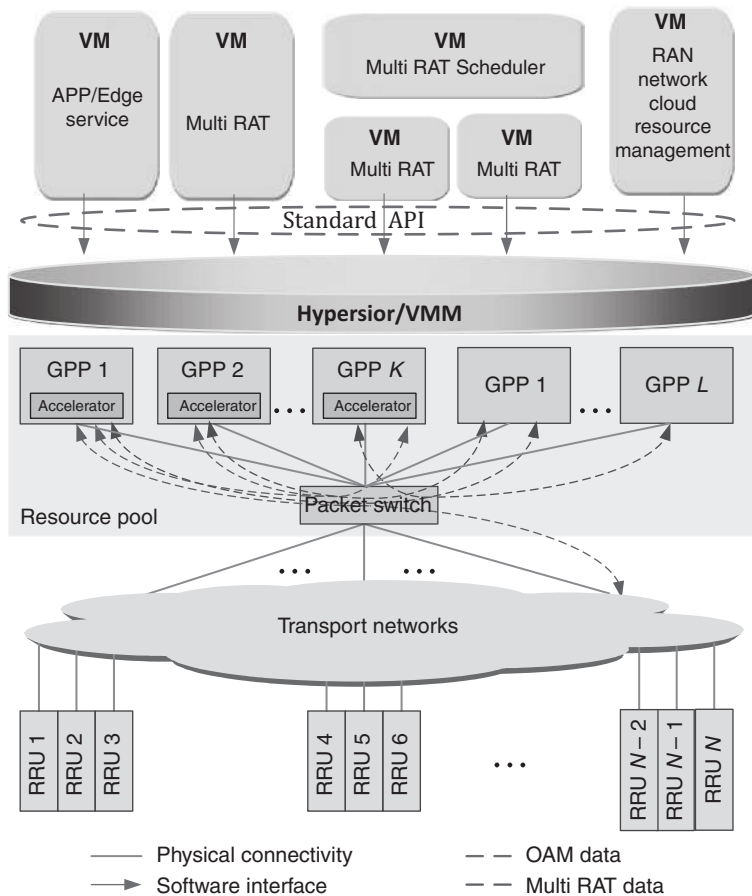 VM
APP/Edge
service
VM
Multi RAT
VM
Multi RAT Scheduler
VM
Multi RAT
VM
Multi RAT
VM
RAN
network
cloud
resource
management
Standard API
Hypersior/VMM
GPP 1
Accelerator
GPP 2
Accelerator
...
GPP K
Accelerator
GPP 1
...
GPP L
Packet switch
Resource pool
... ...
Transport networks
RRU 1
RRU 2
RRU 3
RRU 4
RRU 5
RRU 6
...
RRU N – 2
RRU N – 1
RRU N
Physical connectivity
OAM data
Software interface
Multi RAT data